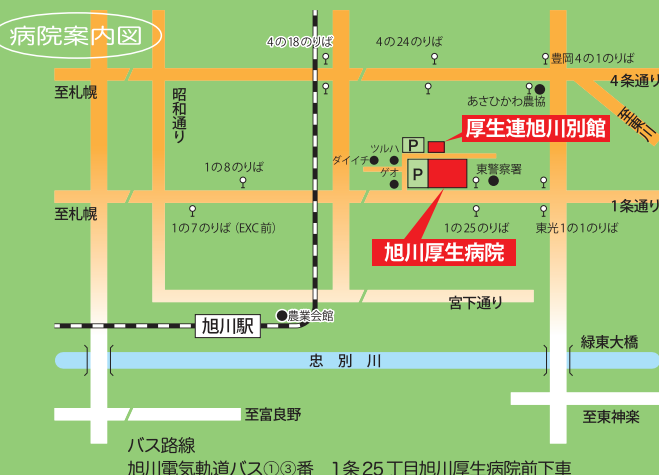 病院案内図
4の18のりば
4の24のりば
豊岡4の1のりば
至札幌
昭和通り
4条通り
あさひかわ農協
至東川
厚生連旭川別館
P
ツルハ
ダイイチ
ゲオ
P
東警察署
1の8のりば
至札幌
1条通り
1の7のりば（EXC前）
1の25のりば
東光1の1のりば
旭川厚生病院
宮下通り
旭川駅
農業会館
緑東大橋
忠別川
至富良野
至東神楽
バス路線
旭川電気軌道バス①③番　1条25丁目旭川厚生病院前下車